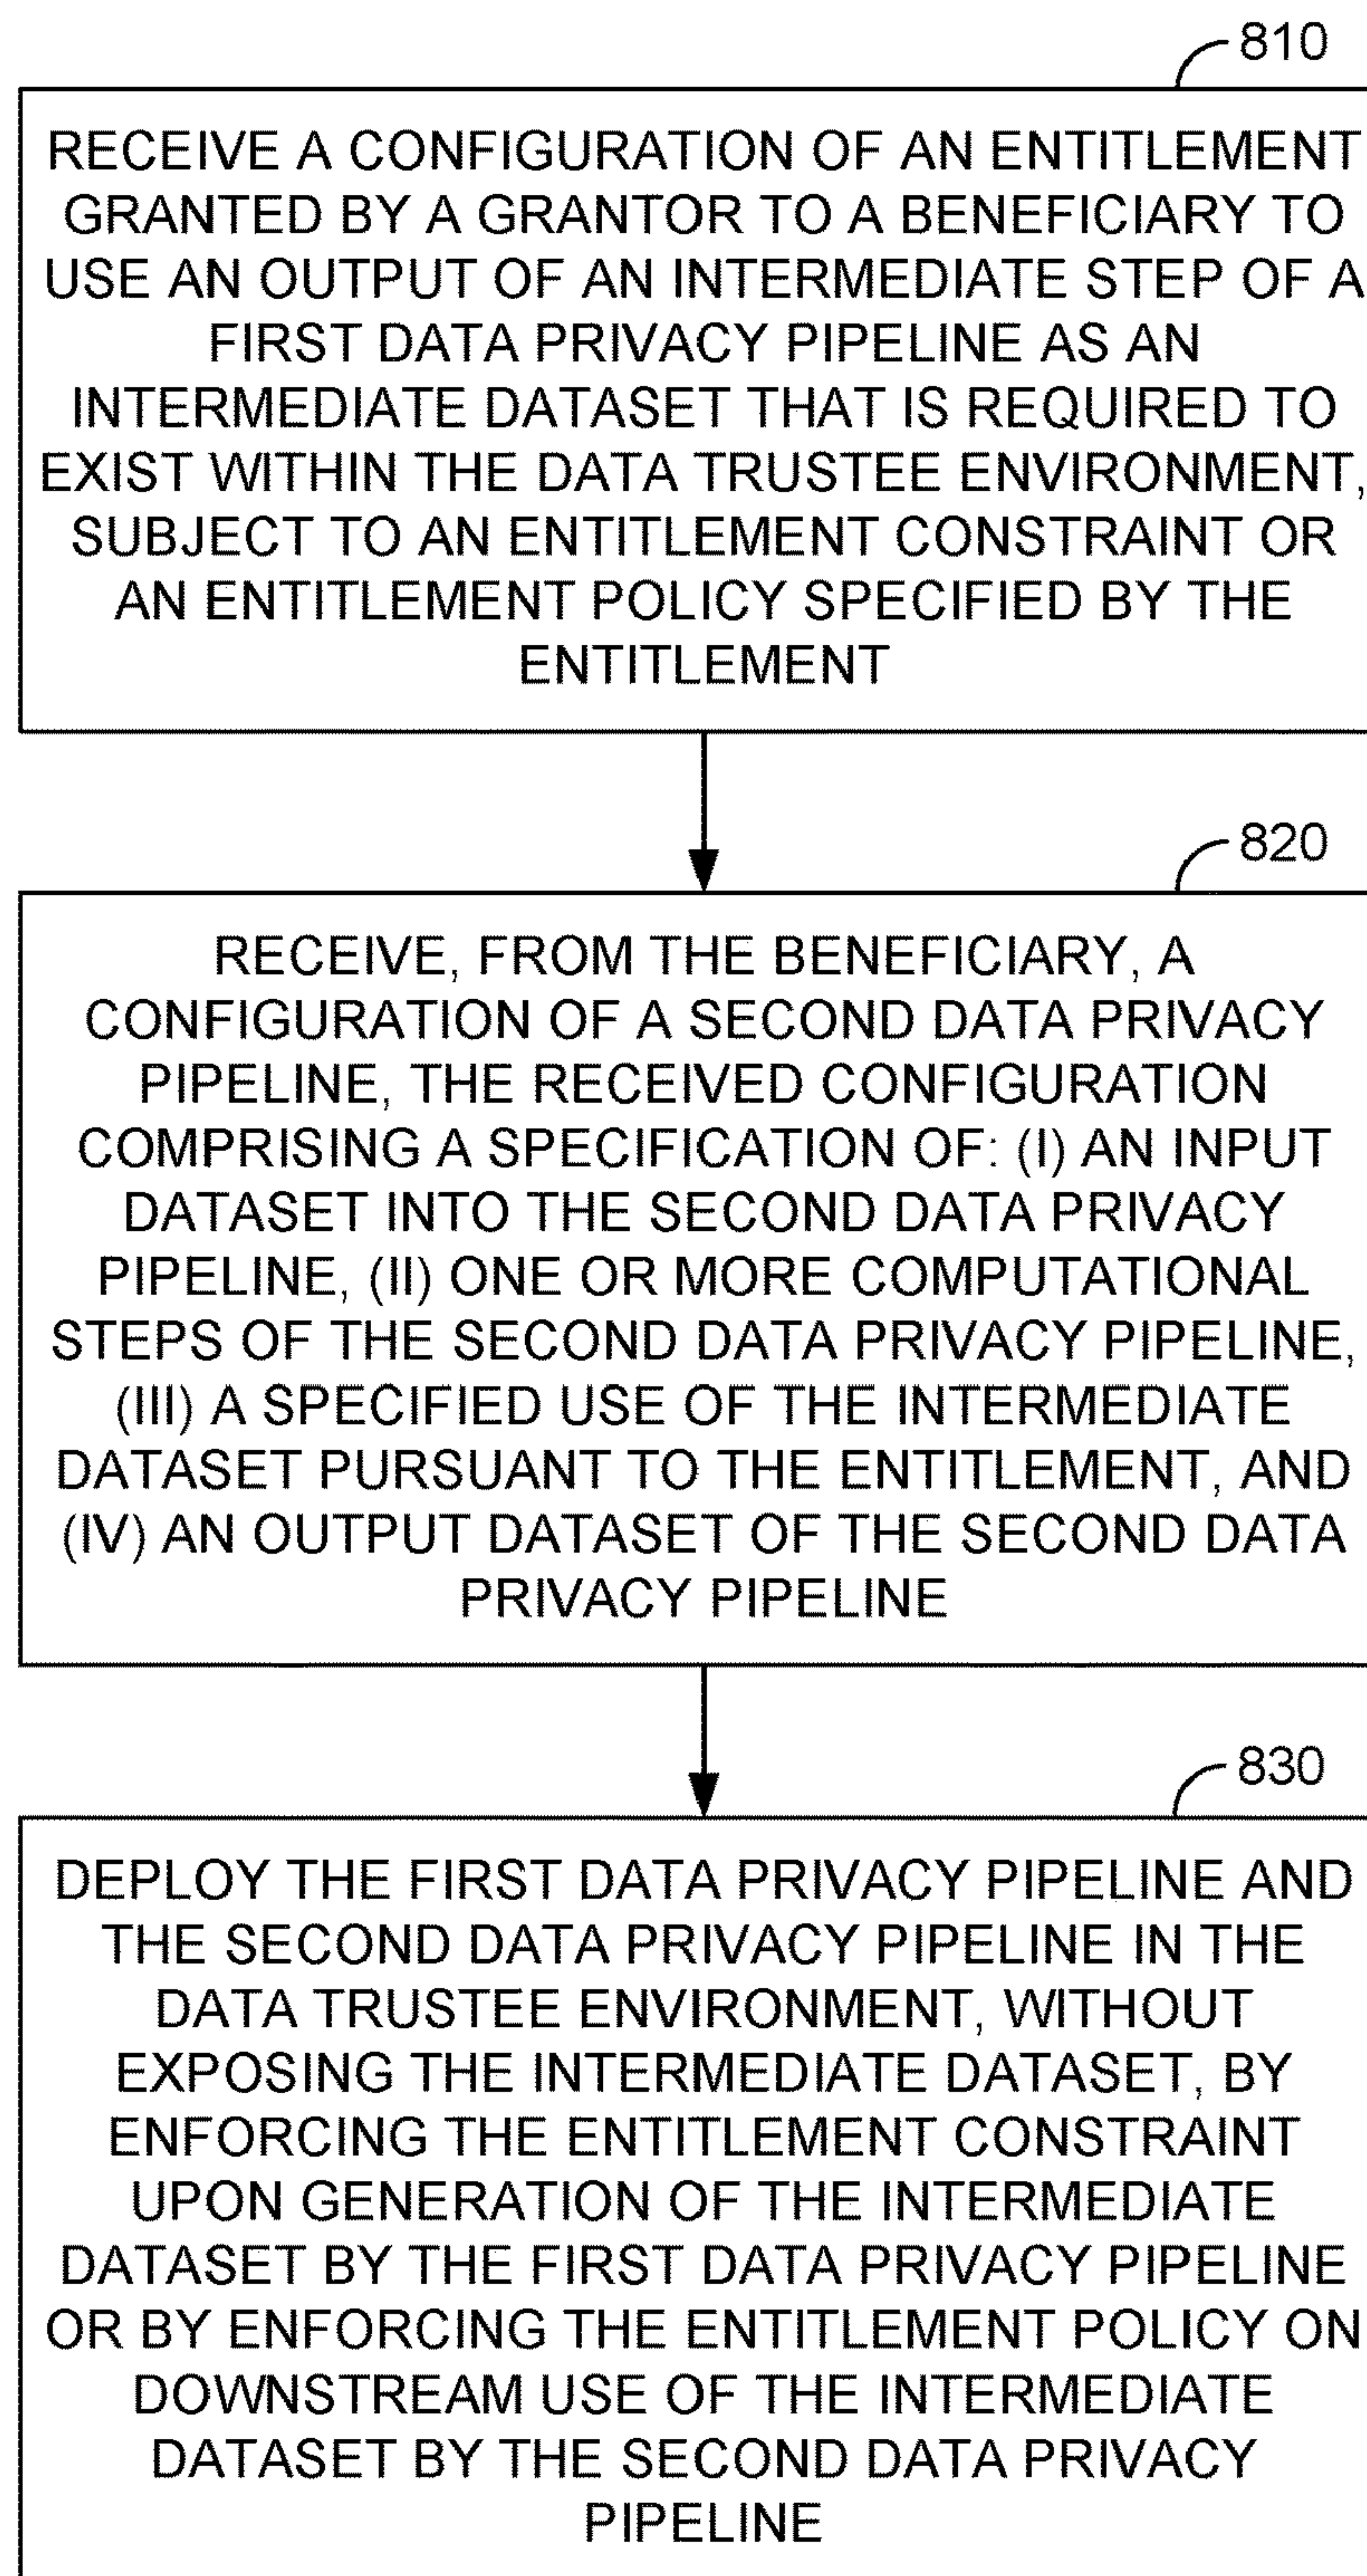 810
RECEIVE A CONFIGURATION OF AN ENTITLEMENT
GRANTED BY A GRANTOR TO A BENEFICIARY TO
USE AN OUTPUT OF AN INTERMEDIATE STEP OF A
FIRST DATA PRIVACY PIPELINE AS AN
INTERMEDIATE DATASET THAT IS REQUIRED TO
EXIST WITHIN THE DATA TRUSTEE ENVIRONMENT,
SUBJECT TO AN ENTITLEMENT CONSTRAINT OR
AN ENTITLEMENT POLICY SPECIFIED BY THE
ENTITLEMENT
820
RECEIVE, FROM THE BENEFICIARY, A
CONFIGURATION OF A SECOND DATA PRIVACY
PIPELINE, THE RECEIVED CONFIGURATION
COMPRISING A SPECIFICATION OF: (I) AN INPUT
DATASET INTO THE SECOND DATA PRIVACY
PIPELINE, (II) ONE OR MORE COMPUTATIONAL
STEPS OF THE SECOND DATA PRIVACY PIPELINE,
(III) A SPECIFIED USE OF THE INTERMEDIATE
DATASET PURSUANT TO THE ENTITLEMENT, AND
(IV) AN OUTPUT DATASET OF THE SECOND DATA
PRIVACY PIPELINE
830
DEPLOY THE FIRST DATA PRIVACY PIPELINE AND
THE SECOND DATA PRIVACY PIPELINE IN THE
DATA TRUSTEE ENVIRONMENT, WITHOUT
EXPOSING THE INTERMEDIATE DATASET, BY
ENFORCING THE ENTITLEMENT CONSTRAINT
UPON GENERATION OF THE INTERMEDIATE
DATASET BY THE FIRST DATA PRIVACY PIPELINE
OR BY ENFORCING THE ENTITLEMENT POLICY ON
DOWNSTREAM USE OF THE INTERMEDIATE
DATASET BY THE SECOND DATA PRIVACY
PIPELINE